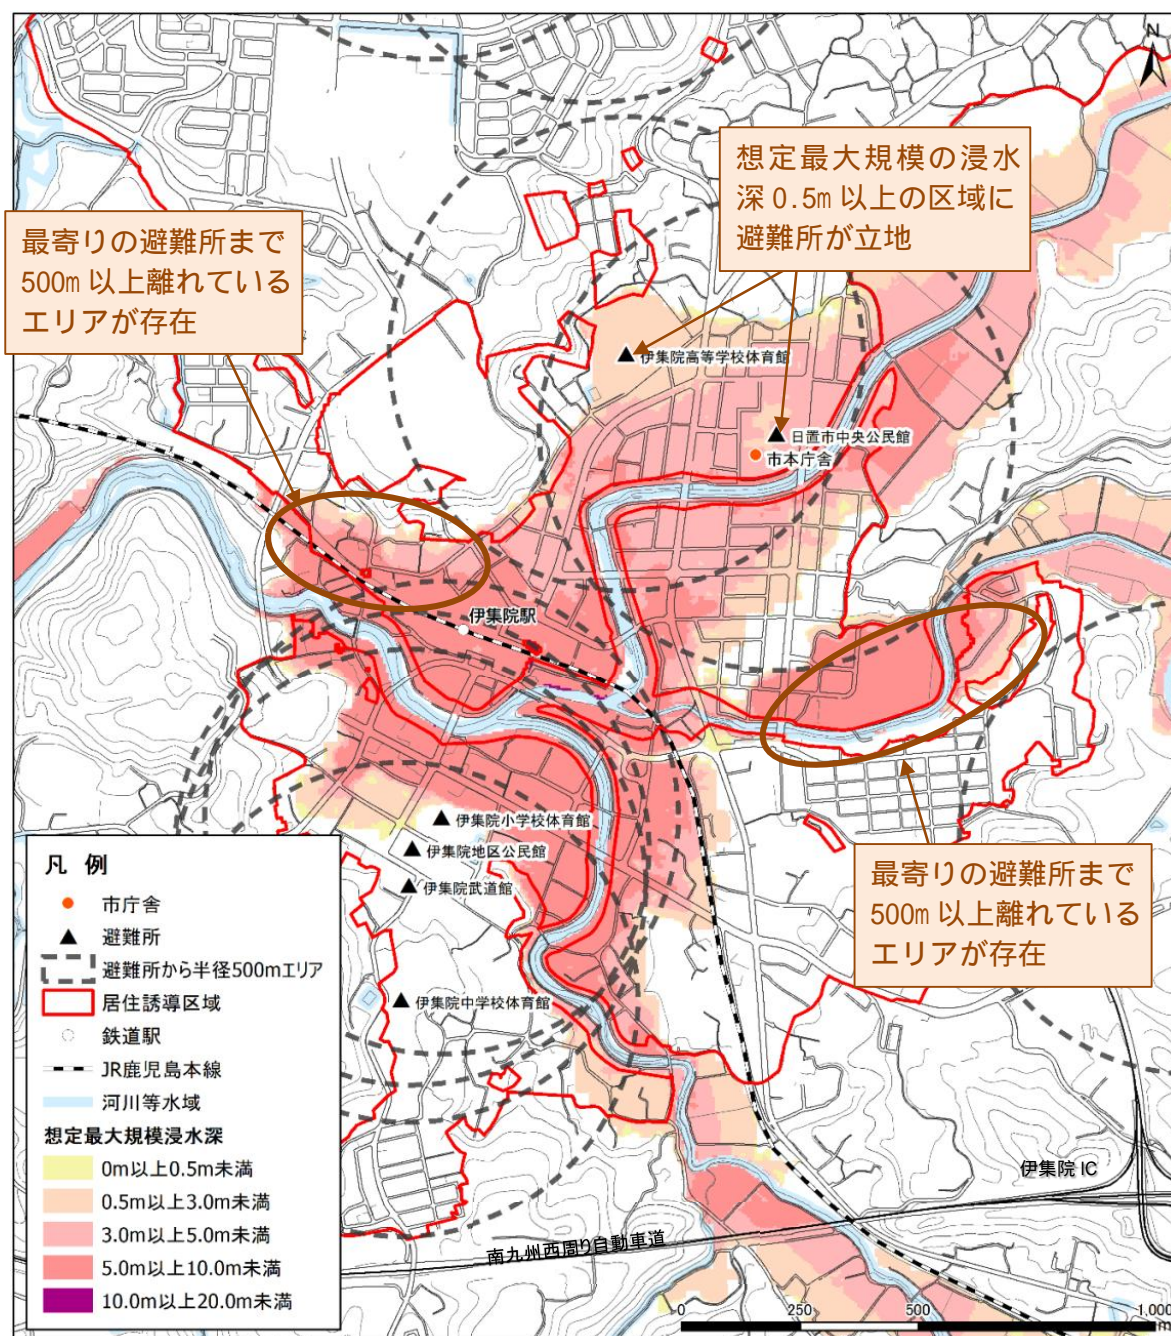 N
想定最大規模の浸水
深0.5m以上の区域に
避難所が立地
最寄りの避難所まで
500m以上離れている
エリアが存在
伊集院高等学校体育館
日置市中央公民館
市本庁舎
伊集院駅
伊集院小学校体育館
伊集院地区公民館
伊集院武道館
最寄りの避難所まで
500m以上離れている
エリアが存在
伊集院中学校体育館
伊集院 IC
南九州西周り自動車道
凡 例
市庁舎
避難所
避難所から半径500mエリア
居住誘導区域
鉄道駅
JR鹿児島本線
河川等水域
想定最大規模浸水深
0m以上0.5m未満
0.5m以上3.0m未満
3.0m以上5.0m未満
5.0m以上10.0m未満
10.0m以上20.0m未満
0 250 500 1,000
m